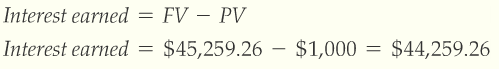 Interest earned = FV − PV
Interest earned = $45,259.26 − $1,000 = $44,259.26